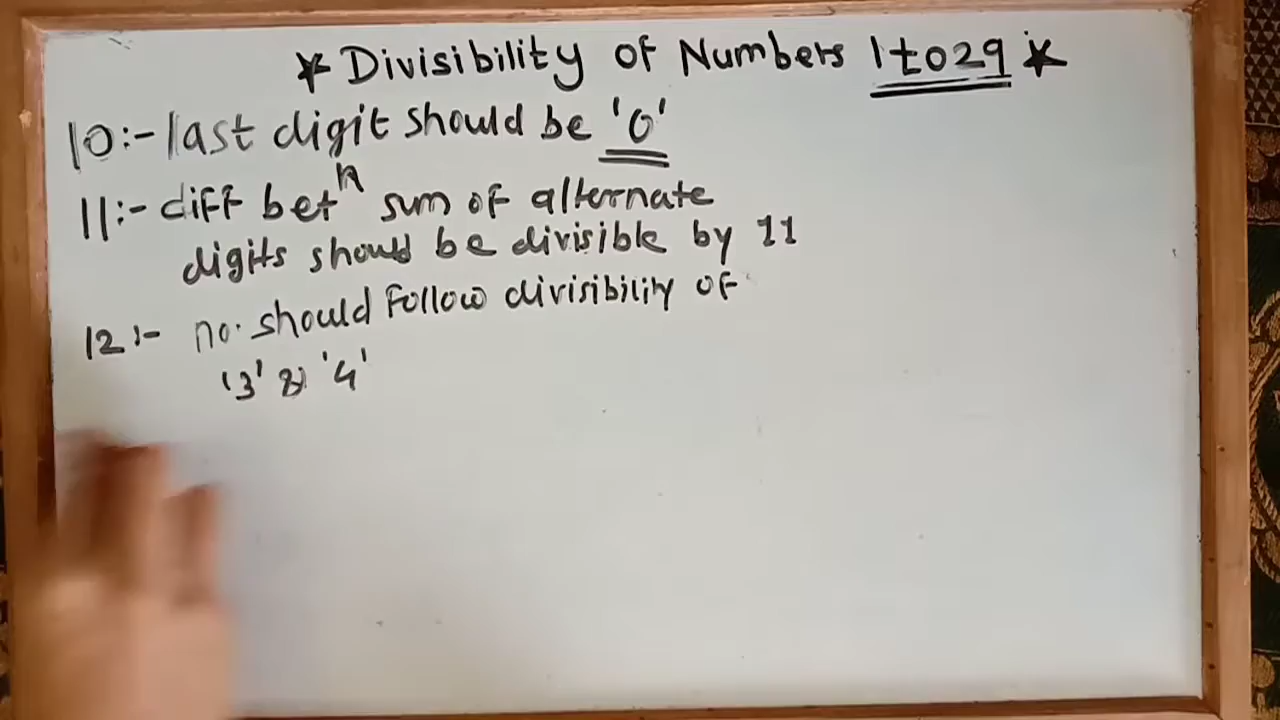 * Divisibility of Numbers 1 to 29 *
10:- last digit should be '0'
11:- diff betⁿ sum of alternate
digits should be divisible by 11
12:- no. should follow divisibility of
'3' & '4'